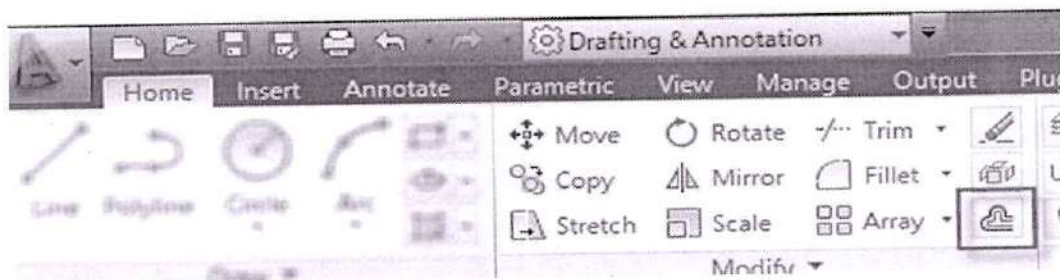 Drafting & Annotation
Home Insert Annotate Parametric View Manage Output Plu
Move Rotate Trim
Copy Mirror Fillet U
Line Polyline Circle Arc
Stretch Scale Array
Modify